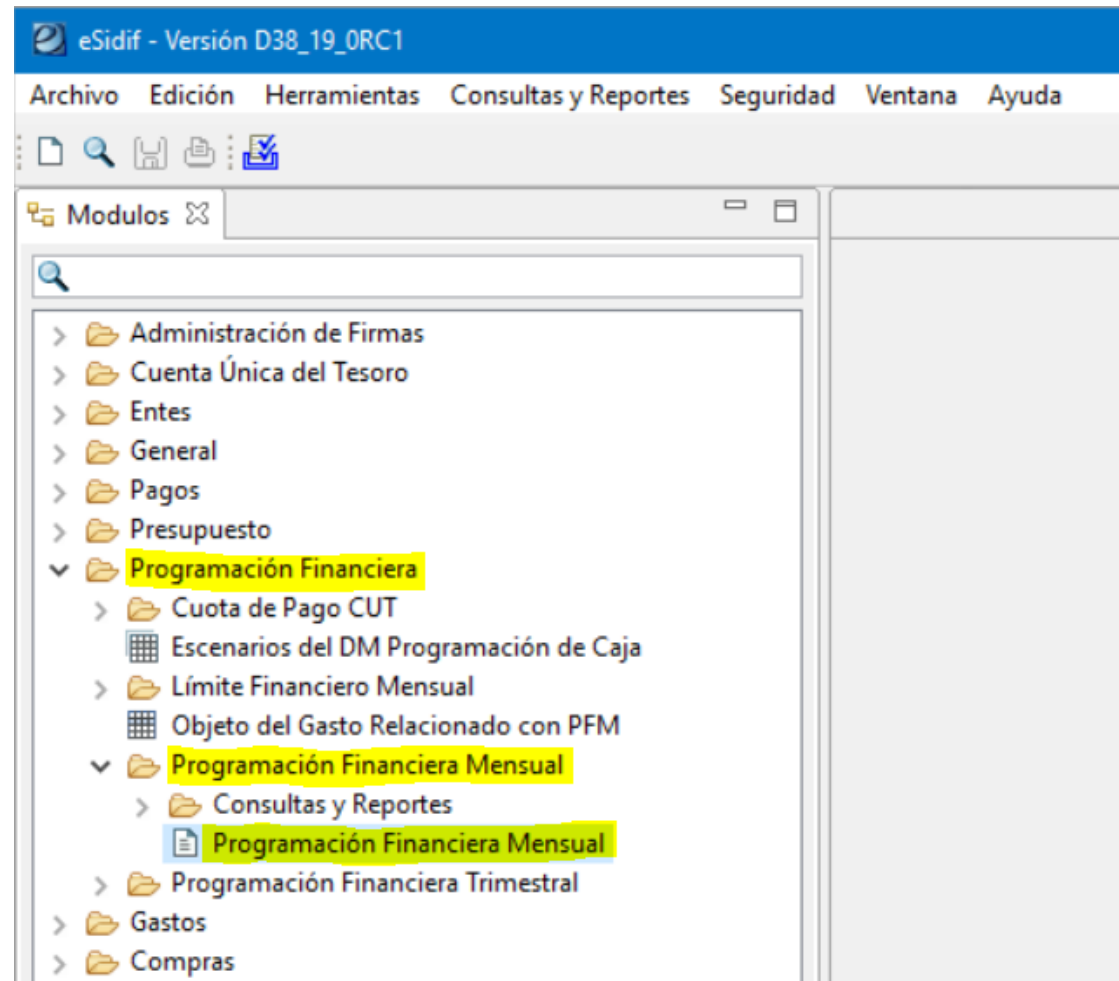 eSidif - Versión D38_19_0RC1
Archivo Edición Herramientas Consultas y Reportes Seguridad Ventana Ayuda
Modulos
Administración de Firmas
Cuenta Única del Tesoro
Entes
General
Pagos
Presupuesto
Programación Financiera
Cuota de Pago CUT
Escenarios del DM Programación de Caja
Límite Financiero Mensual
Objeto del Gasto Relacionado con PFM
Programación Financiera Mensual
Consultas y Reportes
Programación Financiera Mensual
Programación Financiera Trimestral
Gastos
Compras